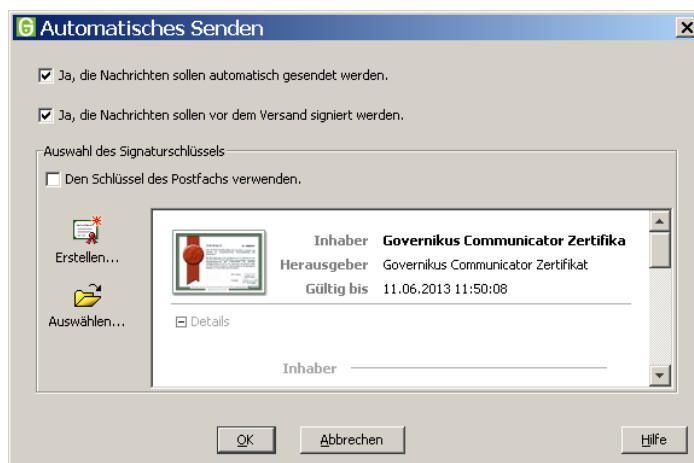 Automatisches Senden
Ja, die Nachrichten sollen automatisch gesendet werden.
Ja, die Nachrichten sollen vor dem Versand signiert werden.
Auswahl des Signaturschlüssels
Den Schlüssel des Postfachs verwenden.
Erstellen...
Auswählen...
Inhaber Governikus Communicator Zertifika
Herausgeber Governikus Communicator Zertifikat
Gültig bis 11.06.2013 11:50:08
Details
Inhaber
OK Abbrechen Hilfe